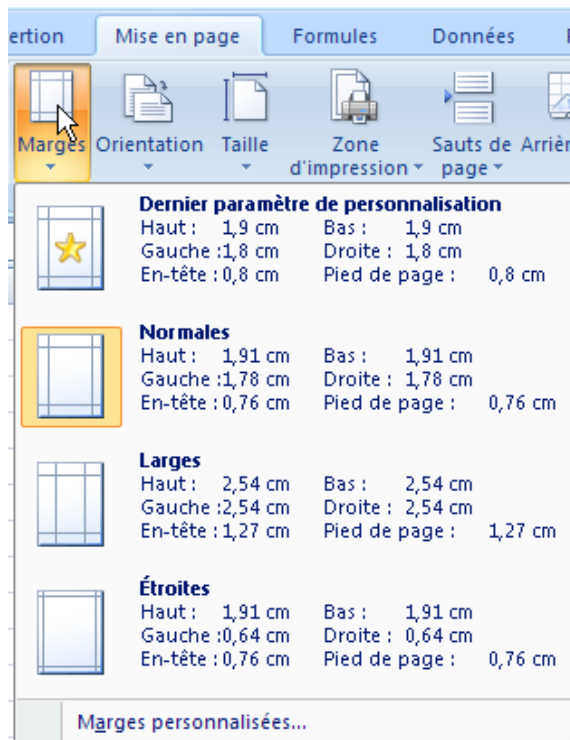 ertion Mise en page Formules Données
Marges Orientation Taille Zone d'impression Sauts de page
Dernier paramètre de personnalisation
Haut : 1,9 cm Bas : 1,9 cm
Gauche :1,8 cm Droite : 1,8 cm
En-tête :0,8 cm Pied de page : 0,8 cm
Normales
Haut : 1,91 cm Bas : 1,91 cm
Gauche :1,78 cm Droite : 1,78 cm
En-tête :0,76 cm Pied de page : 0,76 cm
Larges
Haut : 2,54 cm Bas : 2,54 cm
Gauche :2,54 cm Droite : 2,54 cm
En-tête :1,27 cm Pied de page : 1,27 cm
Étroites
Haut : 1,91 cm Bas : 1,91 cm
Gauche :0,64 cm Droite : 0,64 cm
En-tête :0,76 cm Pied de page : 0,76 cm
Marges personnalisées...